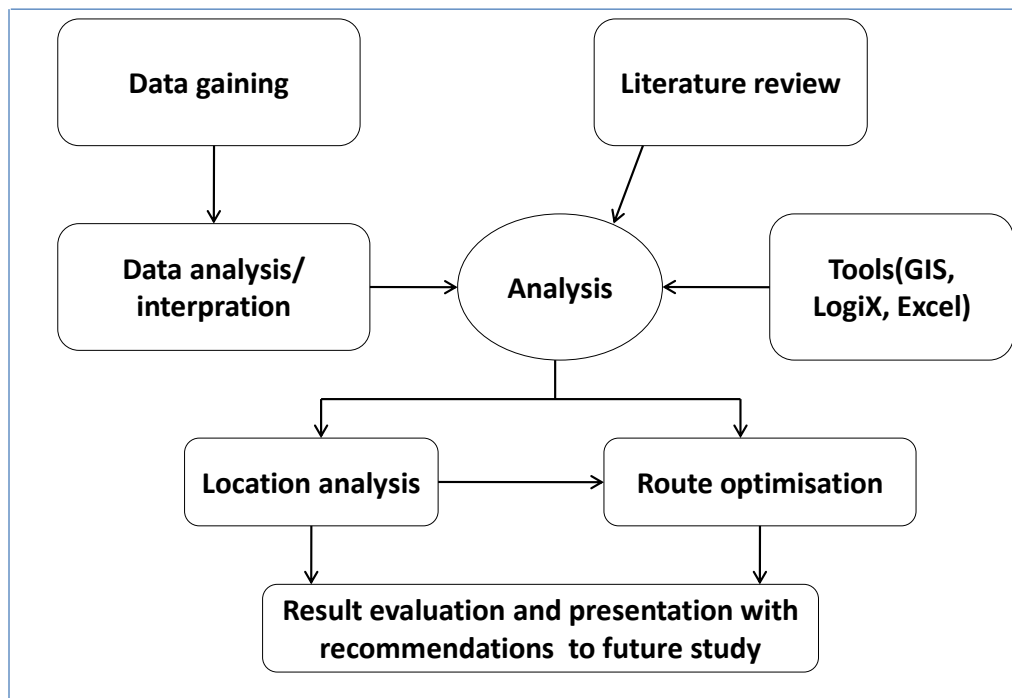 Data gaining
Literature review
Data analysis/
interpration
Analysis
Tools(GIS,
LogiX, Excel)
Location analysis
Route optimisation
Result evaluation and presentation with
recommendations to future study